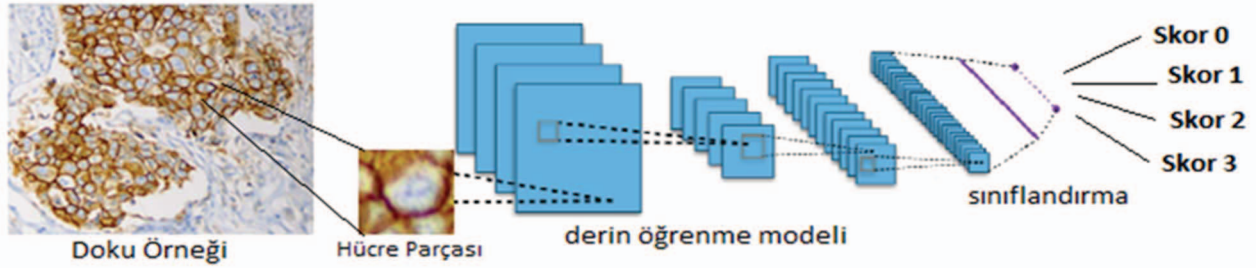 Doku Örneği
Hücre Parçası
derin öğrenme modeli
sınıflandırma
Skor 0
Skor 1
Skor 2
Skor 3